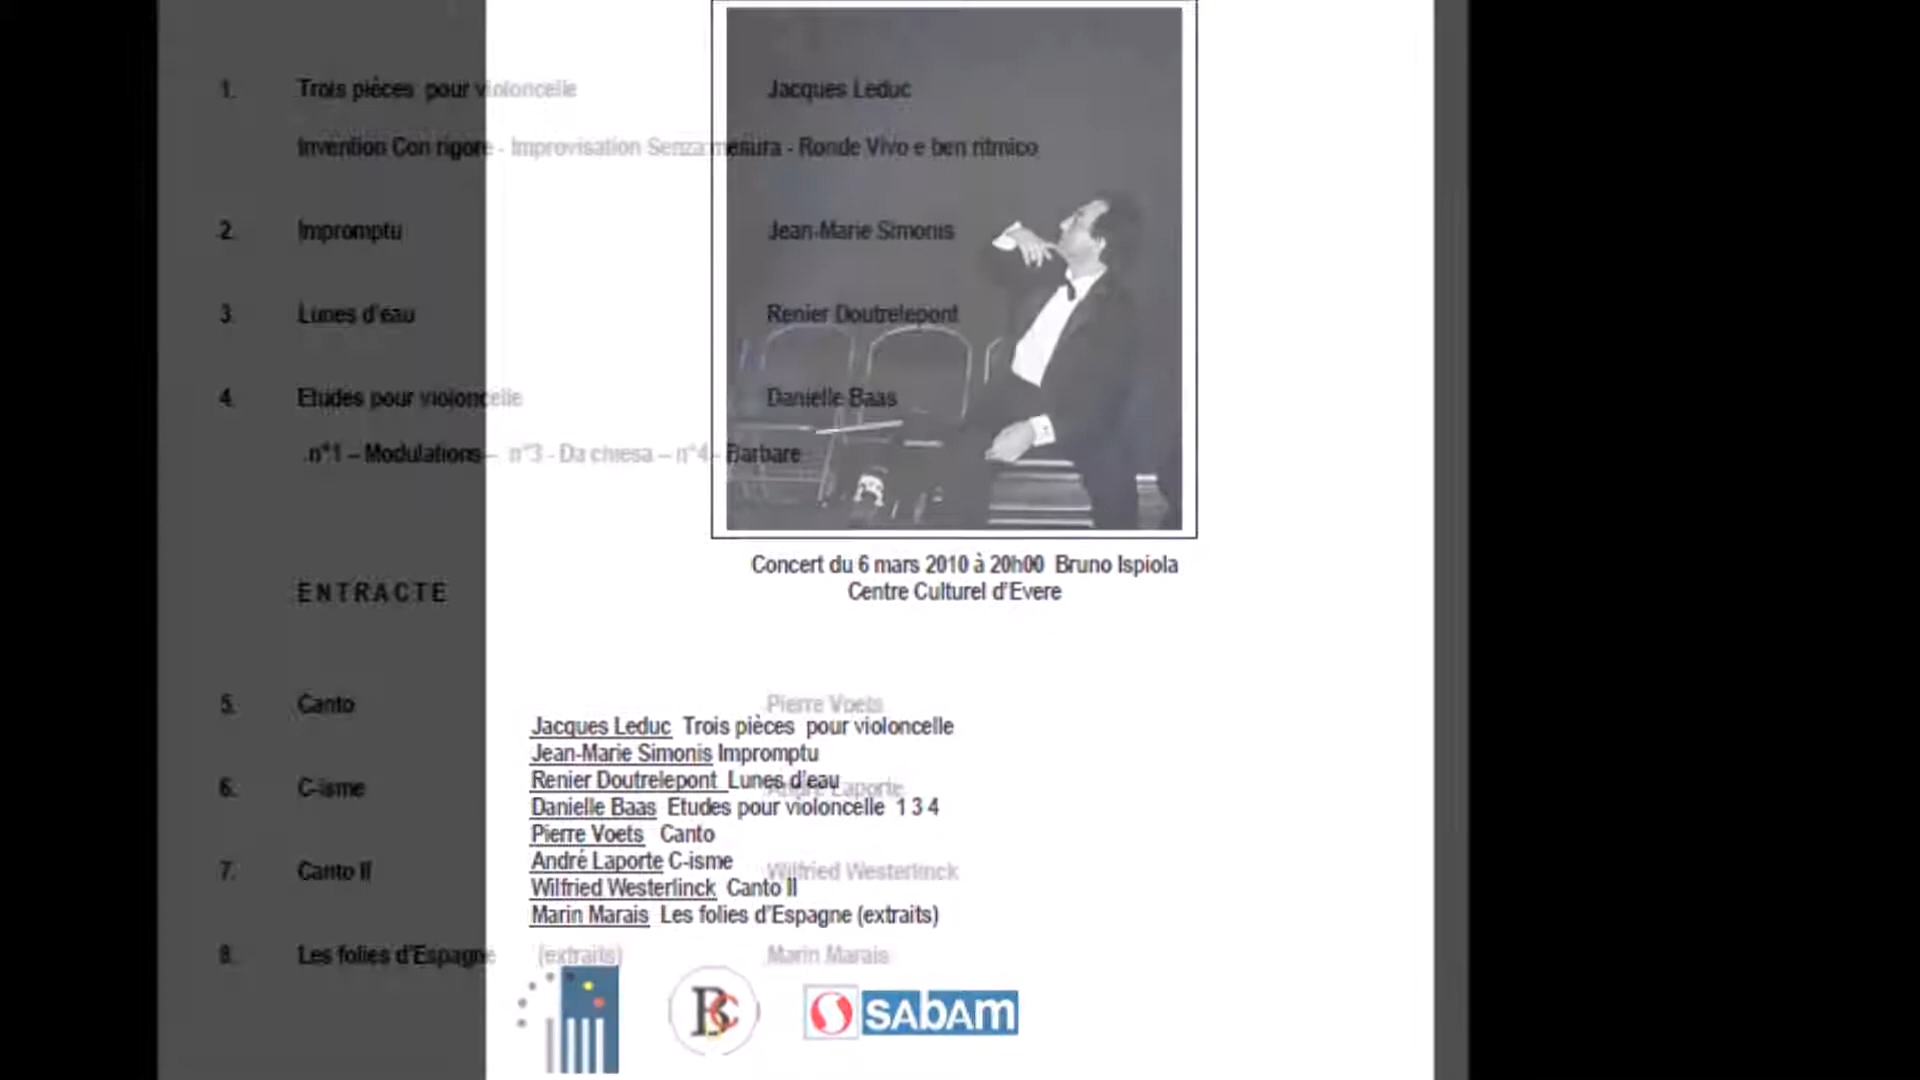 1. Trois pièces pour violoncelle Jacques Leduc
Invention Con rigore - Improvisation Senza mesura - Ronde Vivo e ben ritmico
2. Impromptu Jean-Marie Simonis
3. Lunes d'eau Renier Doutrelepont
4. Etudes pour violoncelle Danielle Baas
n°1 – Modulations – n°3 - Da chiesa – n°4 - Barbare
Concert du 6 mars 2010 à 20h00 Bruno Ispiola
Centre Culturel d'Evere
ENTRACTE
5. Canto Pierre Voets
6. C-isme André Laporte
7. Canto II Wilfried Westerlinck
8. Les folies d'Espagne (extraits) Marin Marais
Jacques Leduc Trois pièces pour violoncelle
Jean-Marie Simonis Impromptu
Renier Doutrelepont Lunes d'eau
Danielle Baas Etudes pour violoncelle 1 3 4
Pierre Voets Canto
André Laporte C-isme
Wilfried Westerlinck Canto II
Marin Marais Les folies d'Espagne (extraits)
BC
sabam